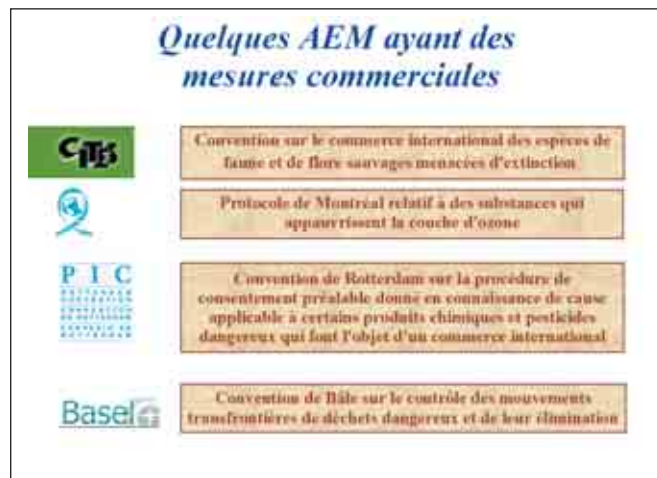 Quelques AEM ayant des
mesures commerciales
CITES
Convention sur le commerce international des espèces de
faune et de flore sauvages menacées d'extinction
Protocole de Montréal relatif à des substances qui
appauvrissent la couche d'ozone
P I C
ROTTERDAM
CONVENTION
Convention de Rotterdam sur la procédure de
consentement préalable donné en connaissance de cause
applicable à certains produits chimiques et pesticides
dangereux qui font l'objet d'un commerce international
Basel
Convention de Bâle sur le contrôle des mouvements
transfrontières de déchets dangereux et de leur élimination